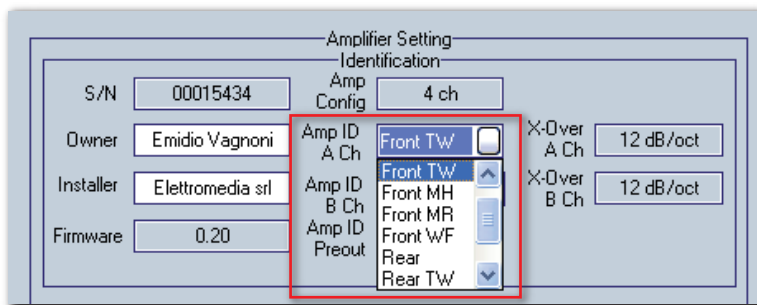 Amplifier Setting
Identification
S/N 00015434 Amp Config 4 ch
Owner Emidio Vagnoni Amp ID A Ch Front TW X-Over A Ch 12 dB/oct
Installer Elettromedia srl Amp ID B Ch X-Over B Ch 12 dB/oct
Firmware 0.20 Amp ID Preout
Front TW
Front MH
Front MR
Front WF
Rear
Rear TW